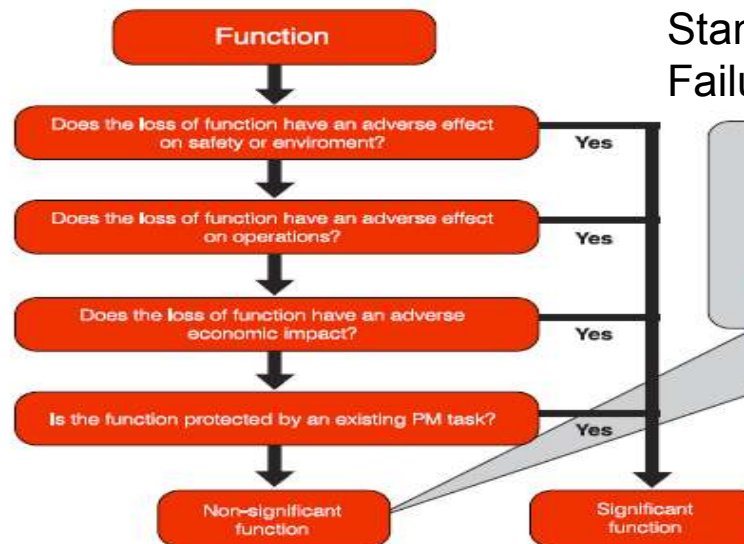 Function
Star
Failu
Does the loss of function have an adverse effect
on safety or enviroment?
Yes
Does the loss of function have an adverse effect
on operations?
Yes
Does the loss of function have an adverse
economic impact?
Yes
Is the function protected by an existing PM task?
Yes
Non-significant
function
Significant
function